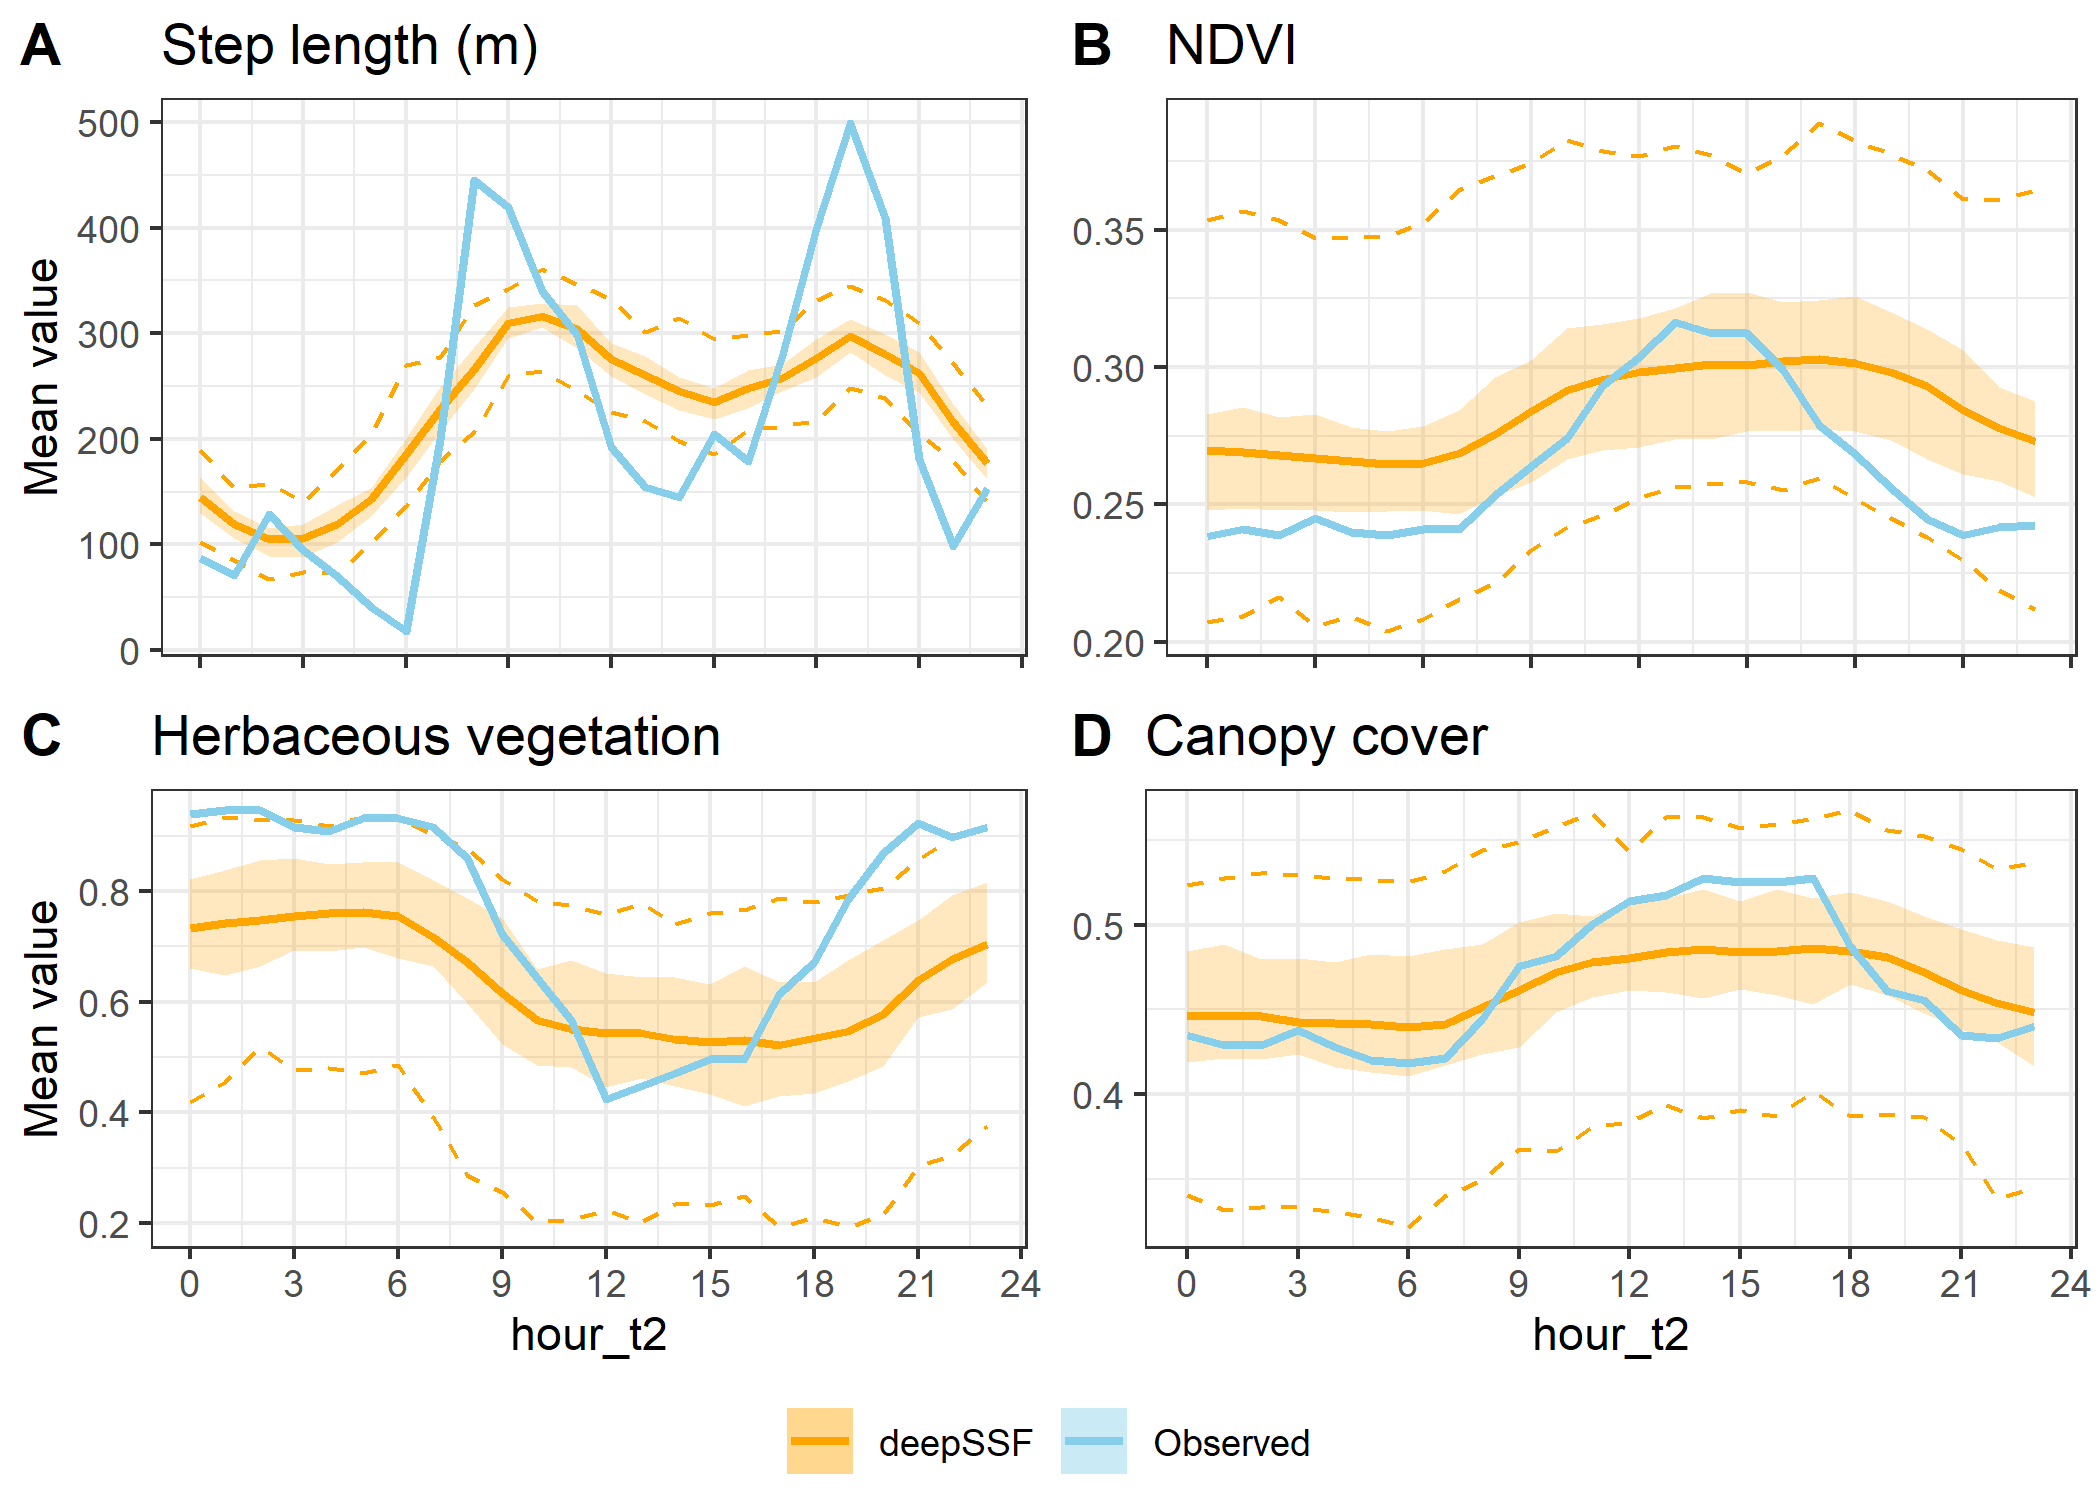 A Step length (m)
B NDVI
Mean value
500
400
300
200
100
0
0.35
0.30
0.25
0.20
C Herbaceous vegetation
D Canopy cover
Mean value
0.8
0.6
0.4
0.2
0.5
0.4
0 3 6 9 12 15 18 21 24
0 3 6 9 12 15 18 21 24
hour_t2
hour_t2
deepSSF
Observed